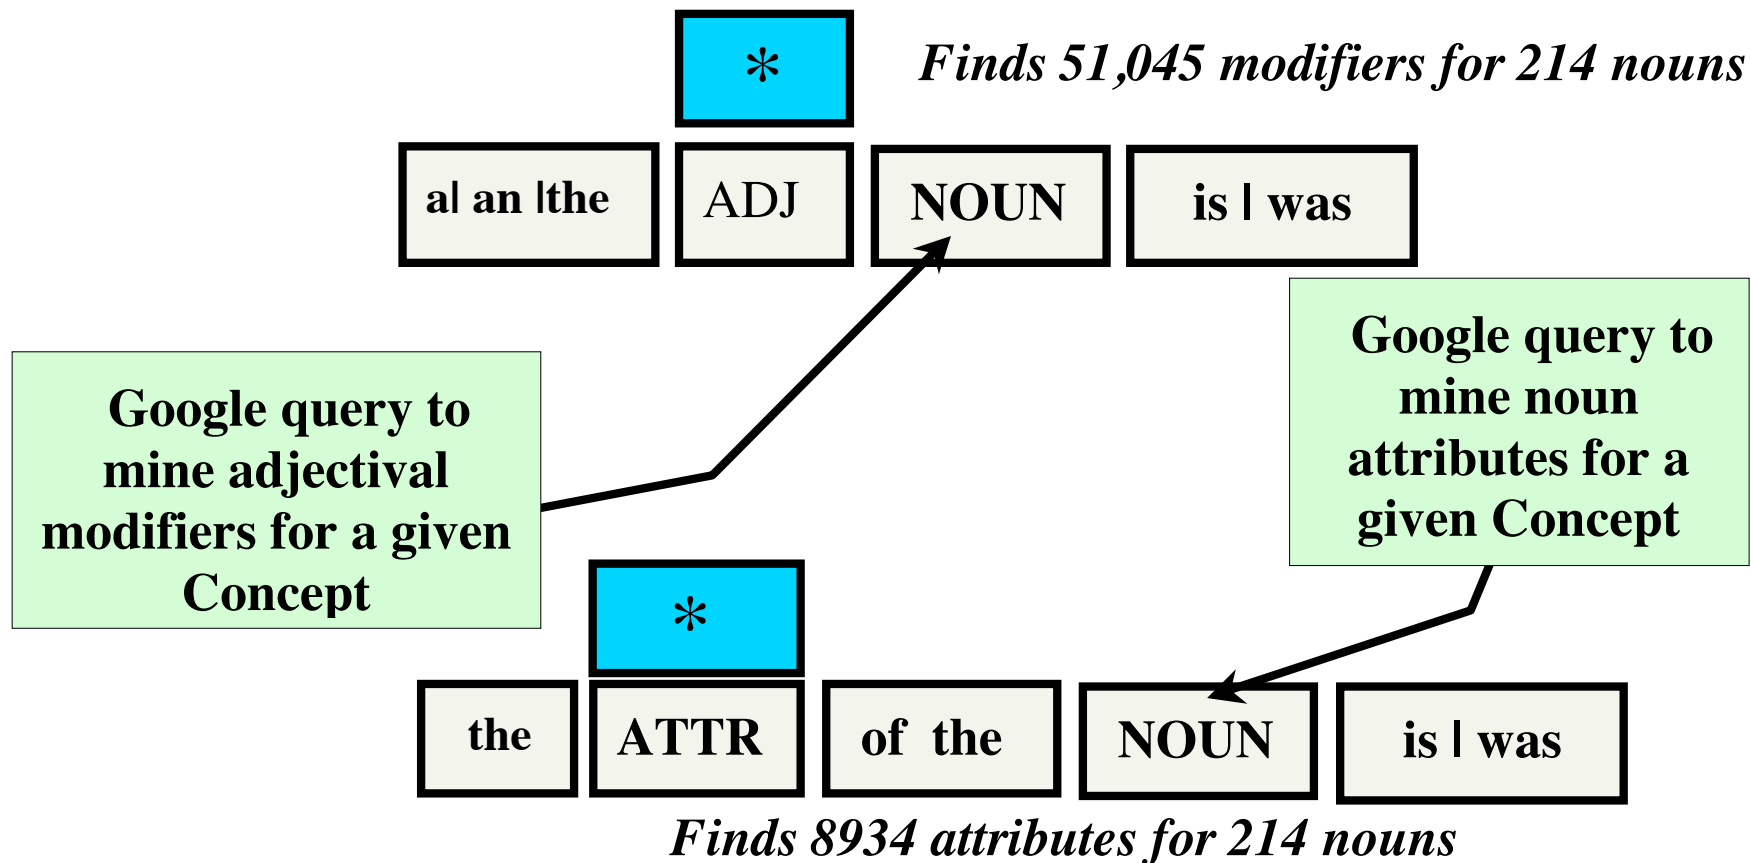 *
Finds 51,045 modifiers for 214 nouns
a| an |the ADJ NOUN is | was
Google query to
mine adjectival
modifiers for a given
Concept
Google query to
mine noun
attributes for a
given Concept
*
the ATTR of the NOUN is | was
Finds 8934 attributes for 214 nouns